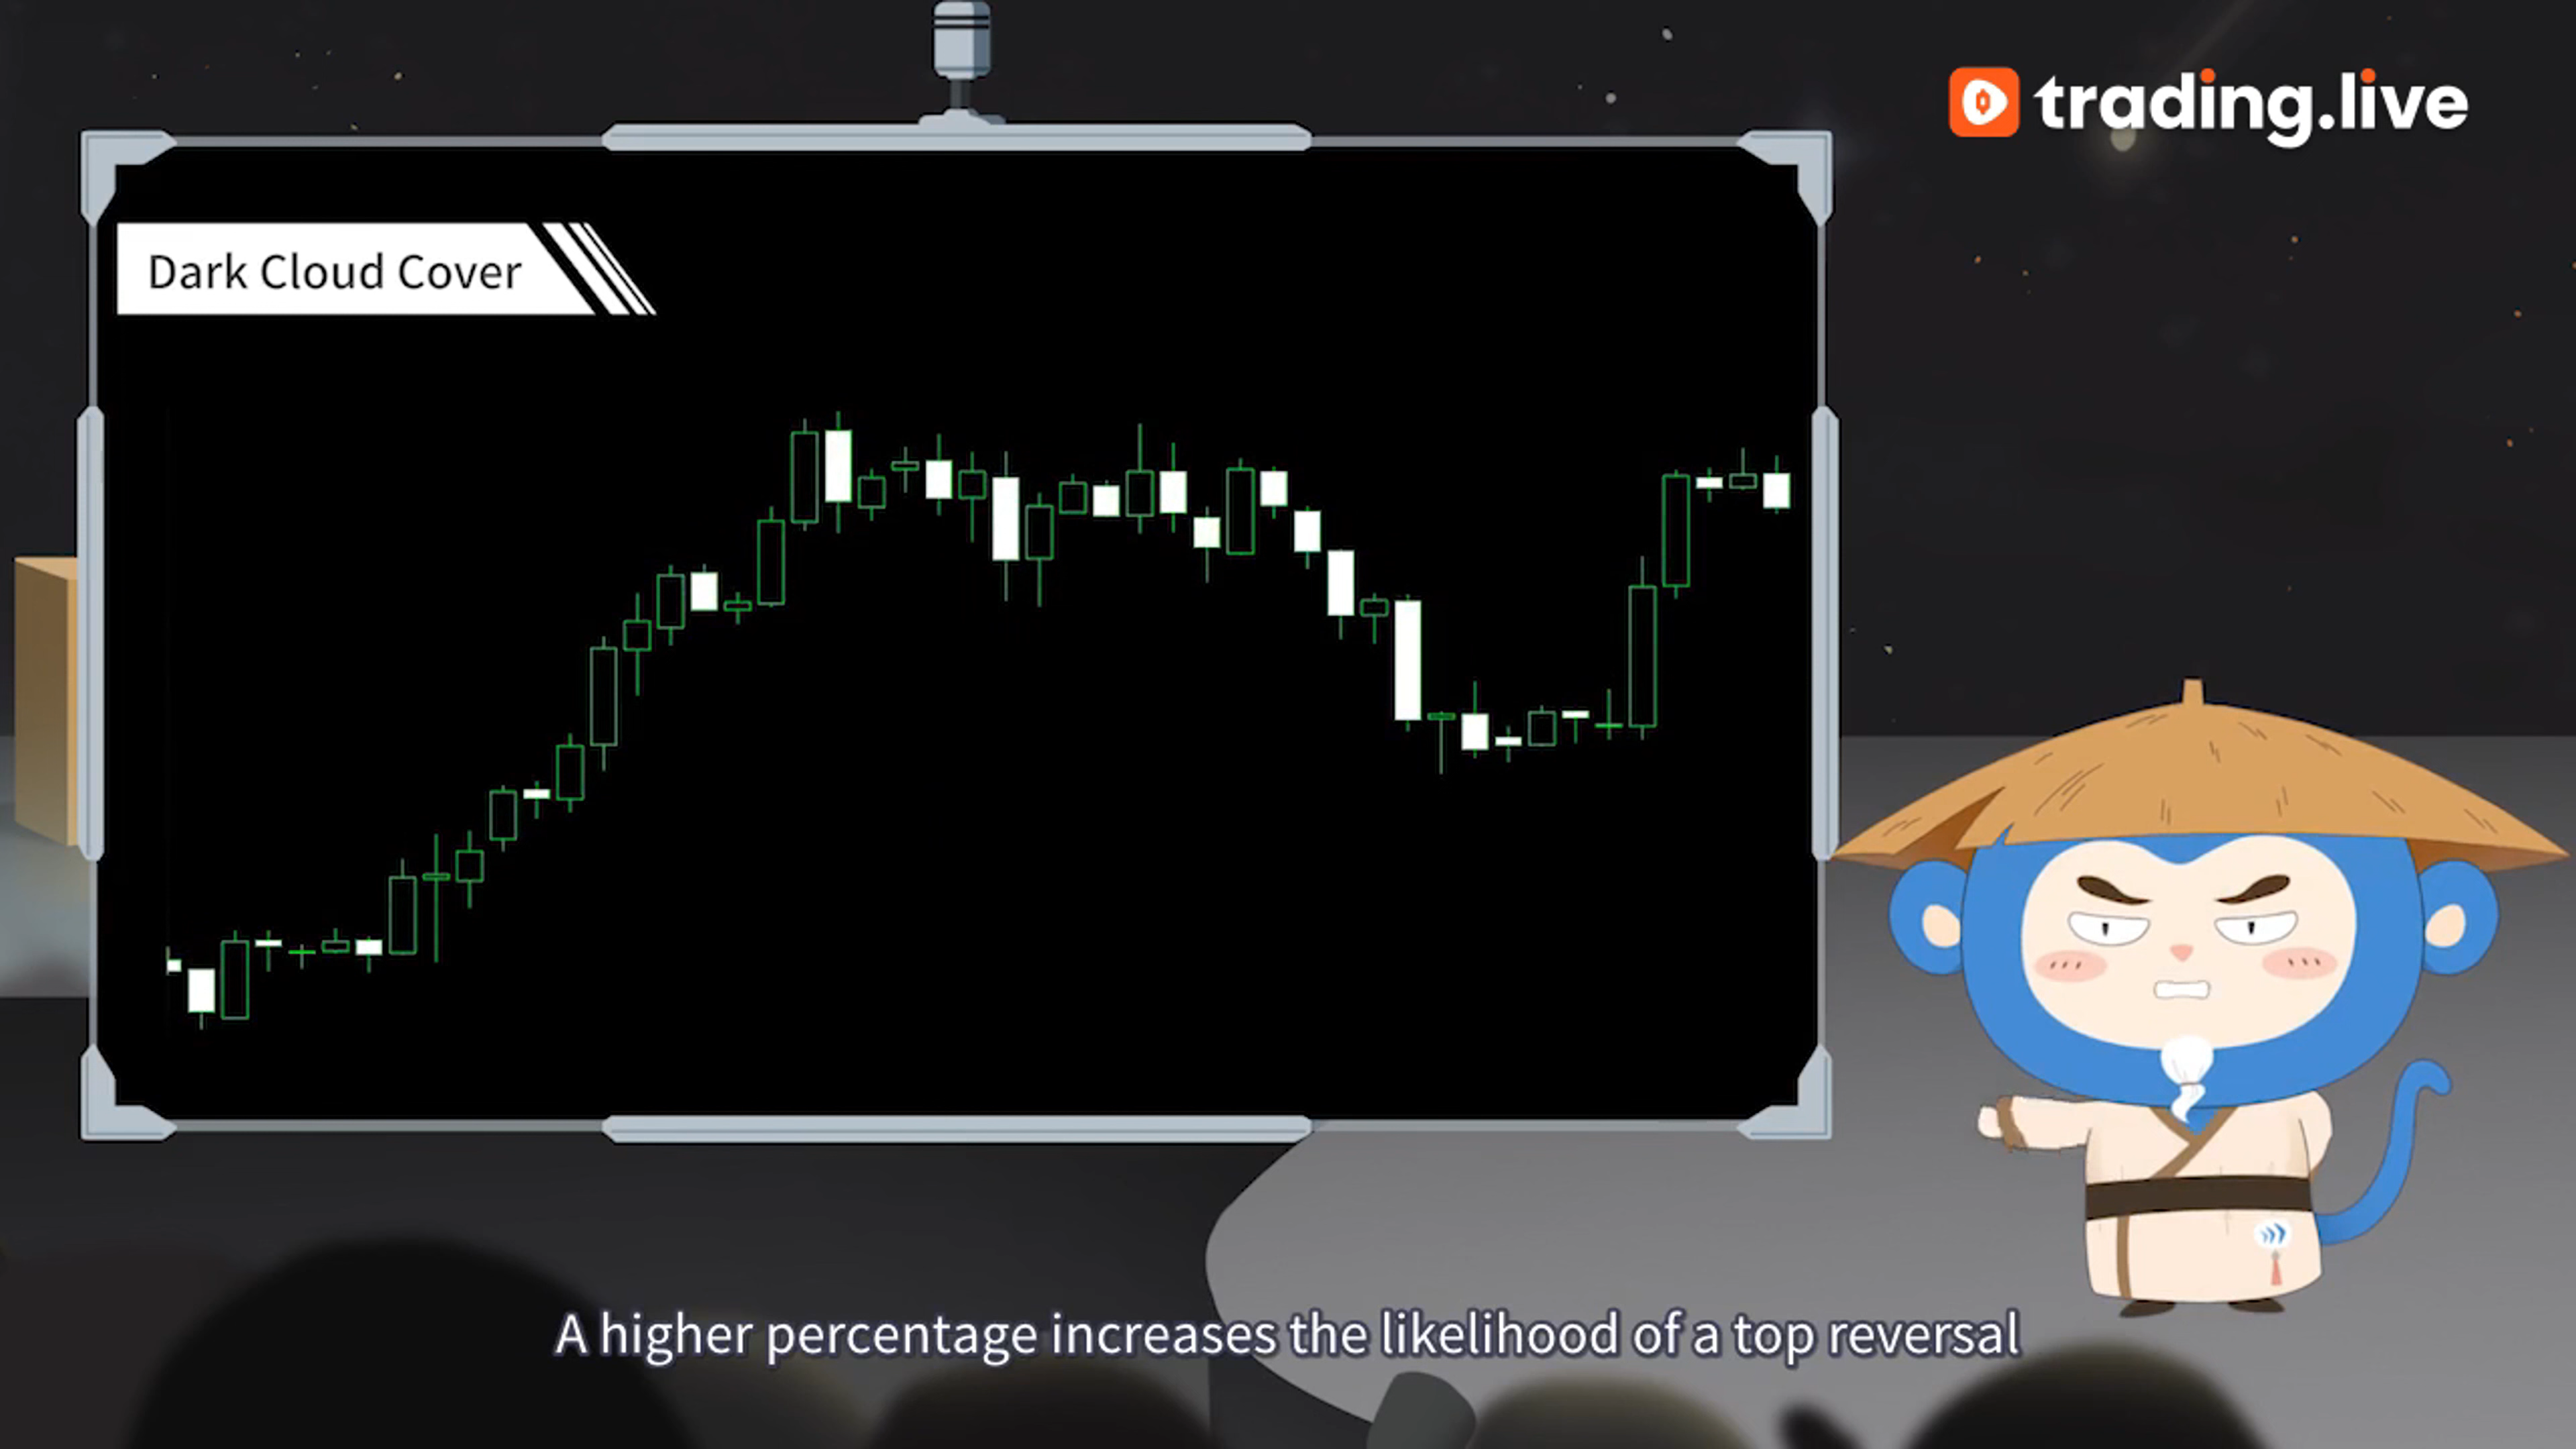 trading.live
Dark Cloud Cover
A higher percentage increases the likelihood of a top reversal